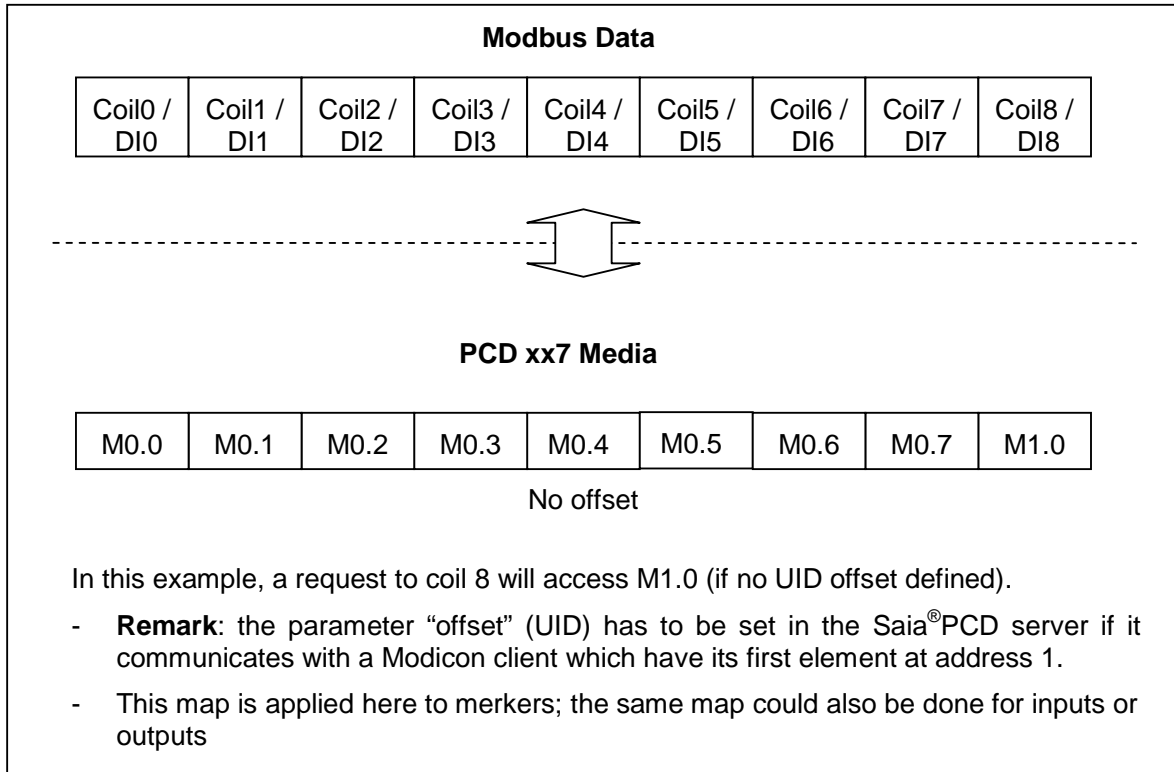 Modbus Data
Coil0 / Coil1 / Coil2 / Coil3 / Coil4 / Coil5 / Coil6 / Coil7 / Coil8 /
DI0 DI1 DI2 DI3 DI4 DI5 DI6 DI7 DI8
PCD xx7 Media
M0.0 M0.1 M0.2 M0.3 M0.4 M0.5 M0.6 M0.7 M1.0
No offset
In this example, a request to coil 8 will access M1.0 (if no UID offset defined).
- Remark: the parameter “offset” (UID) has to be set in the Saia®PCD server if it
communicates with a Modicon client which have its first element at address 1.
- This map is applied here to merkers; the same map could also be done for inputs or
outputs